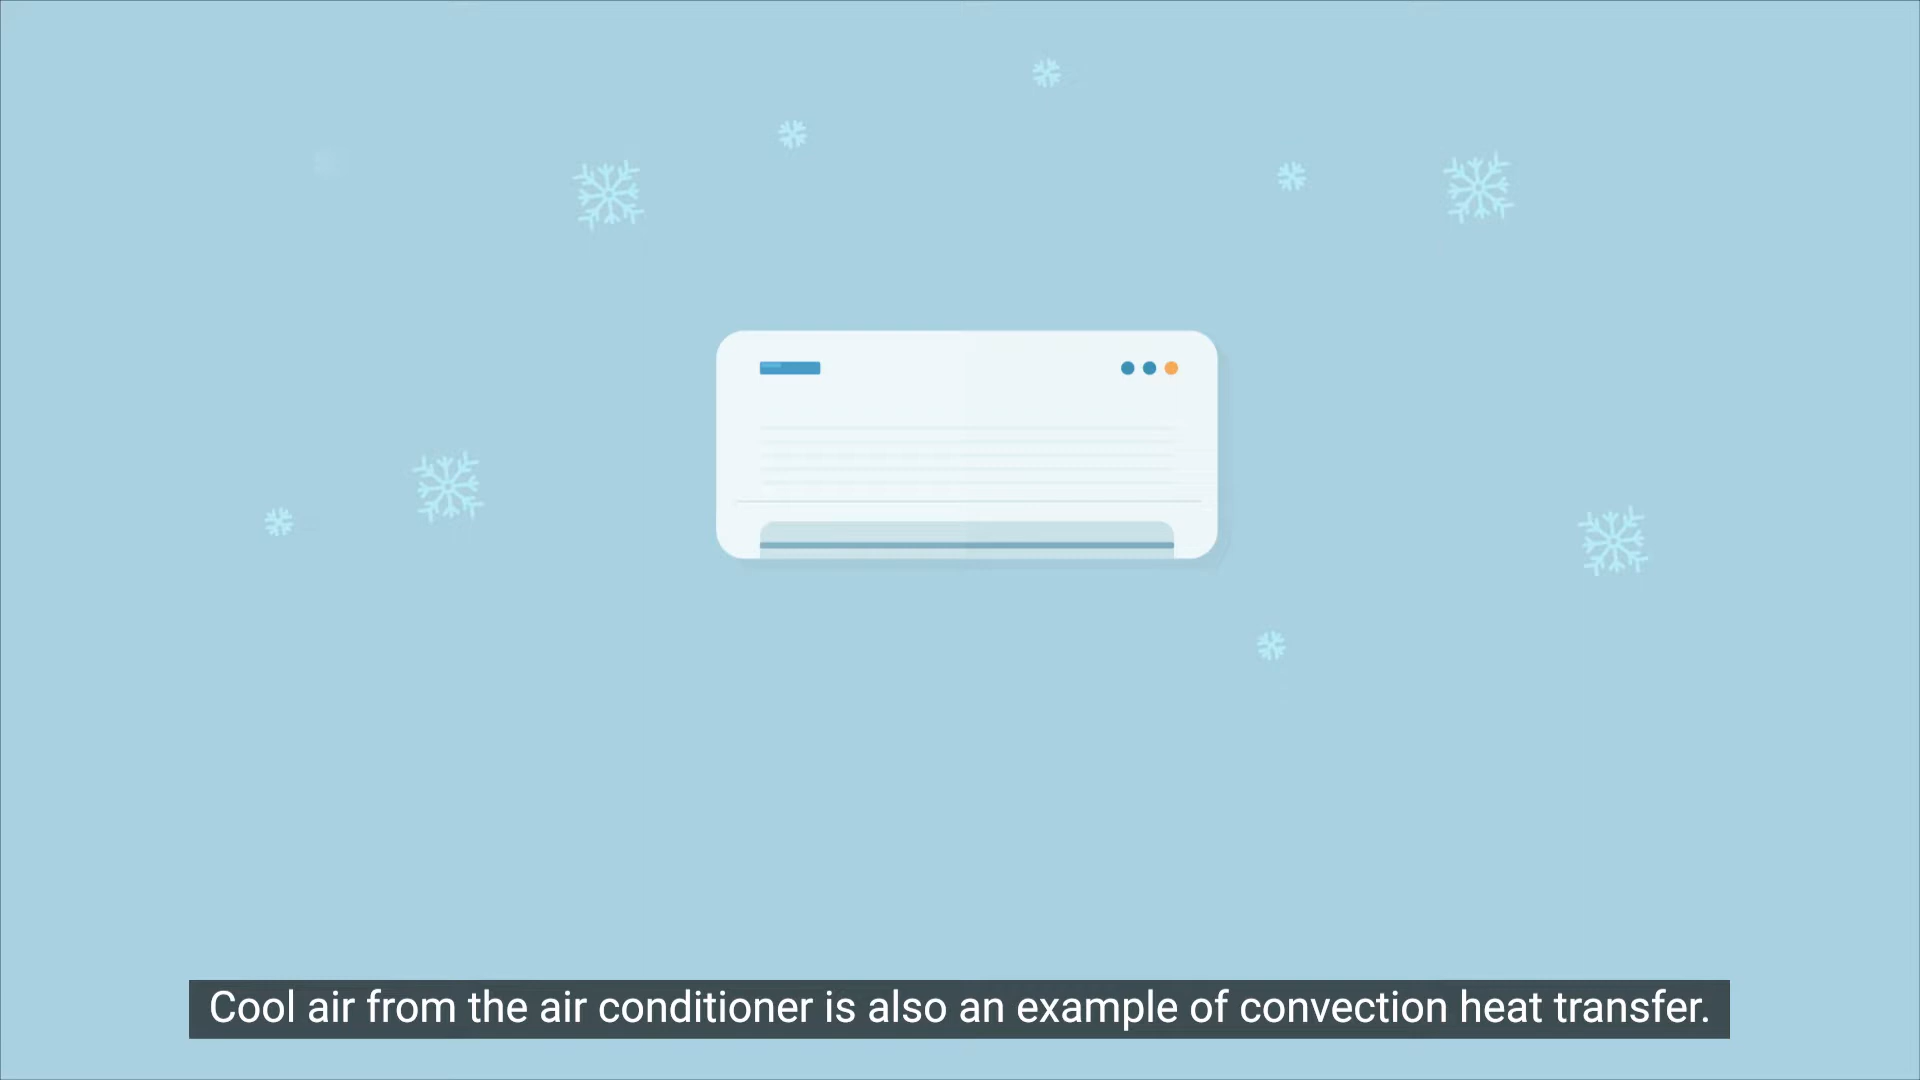 Cool air from the air conditioner is also an example of convection heat transfer.